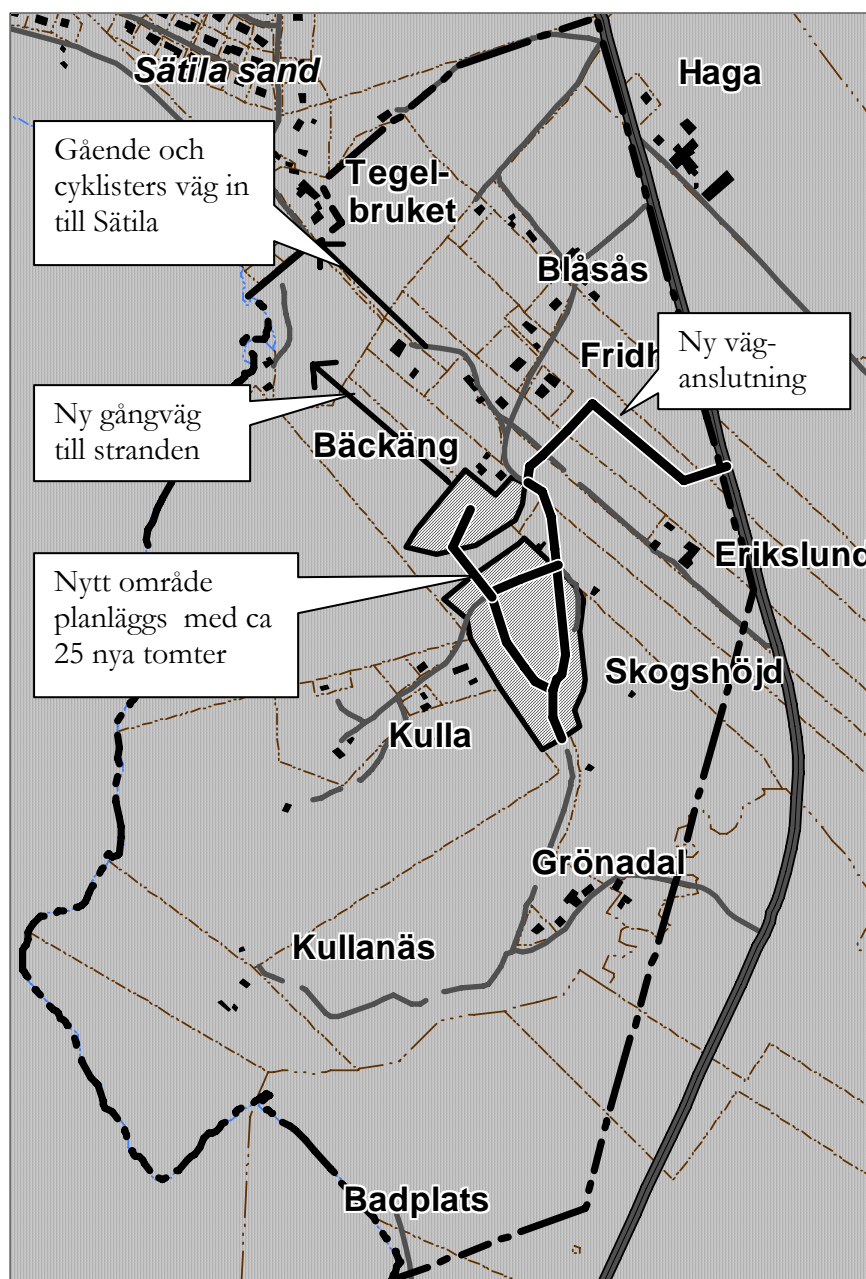 Sätila sand
Haga
Gående och
cyklisters väg in
till Sätila
Tegel-
bruket
Blåsås
Fridh
Ny väg-
anslutning
Ny gångväg
till stranden
Bäckäng
Erikslund
Nytt område
planläggs med ca
25 nya tomter
Skogshöjd
Kulla
Grönadal
Kullanäs
Badplats